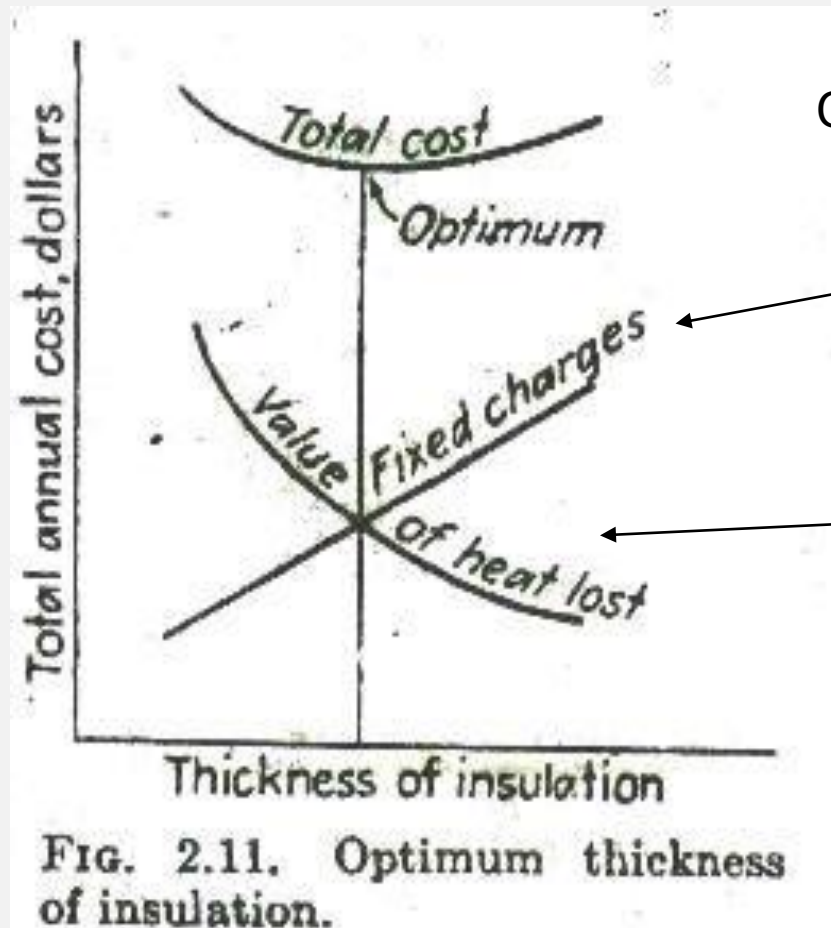 Total annual cost, dollars
Total cost
Optimum
Fixed charges
Value of heat lost
Thickness of insulation
FIG. 2.11. Optimum thickness
of insulation.